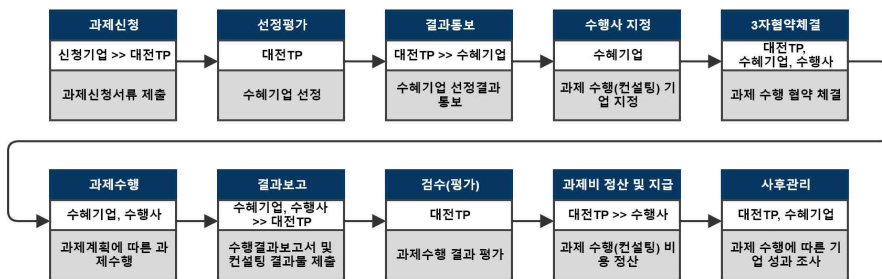 과제신청
신청기업 >> 대전TP
과제신청서류 제출
선정평가
대전TP
수혜기업 선정
결과통보
대전TP >> 수혜기업
수혜기업 선정결과
통보
수행사 지정
수혜기업
과제 수행(컨설팅) 기
업 지정
3자협약체결
대전TP,
수혜기업, 수행사
과제 수행 협약 체결
과제수행
수혜기업, 수행사
과제계획에 따른 과
제수행
결과보고
수혜기업, 수행사
>> 대전TP
수행결과보고서 및
컨설팅 결과물 제출
검수(평가)
대전TP
과제수행 결과 평가
과제비 정산 및 지급
대전TP >> 수행사
과제 수행(컨설팅) 비
용 정산
사후관리
대전TP, 수혜기업
과제 수행에 따른 기
업 성과 조사